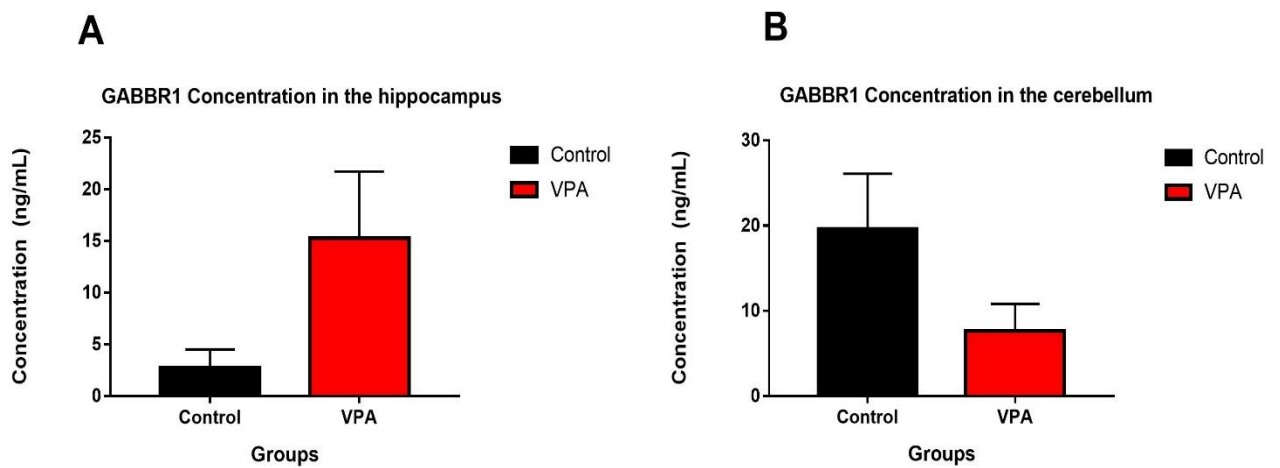 A
GABBR1 Concentration in the hippocampus
Concentration (ng/mL)
25
20
15
10
5
0
Control
VPA
Groups
Control
VPA
B
GABBR1 Concentration in the cerebellum
Concentration (ng/mL)
30
20
10
0
Control
VPA
Groups
Control
VPA